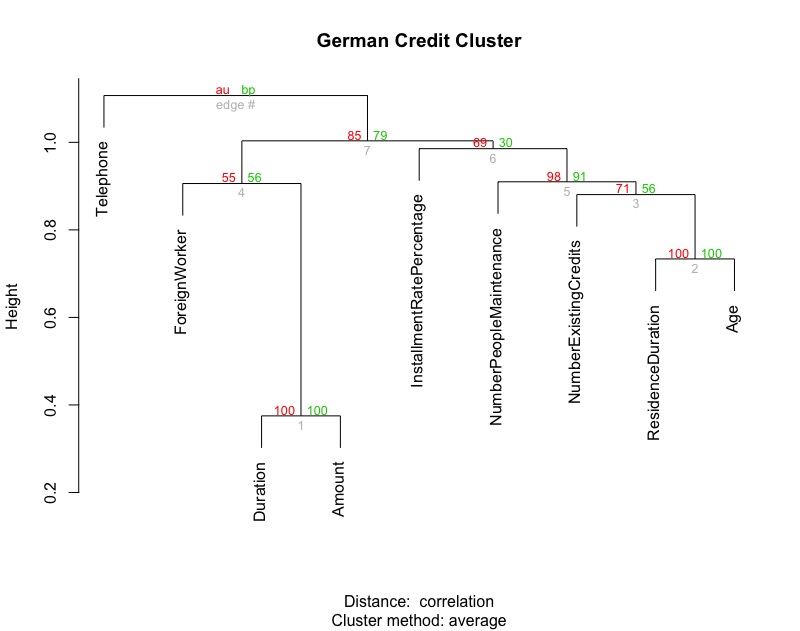 German Credit Cluster
au bp
edge #
85 79
7
69 30
6
55 56
4
98 91
5
71 56
3
100 100
2
100 100
1
Height
1.0
0.8
0.6
0.4
0.2
Telephone
ForeignWorker
Duration
Amount
InstallmentRatePercentage
NumberPeopleMaintenance
NumberExistingCredits
ResidenceDuration
Age
Distance: correlation
Cluster method: average